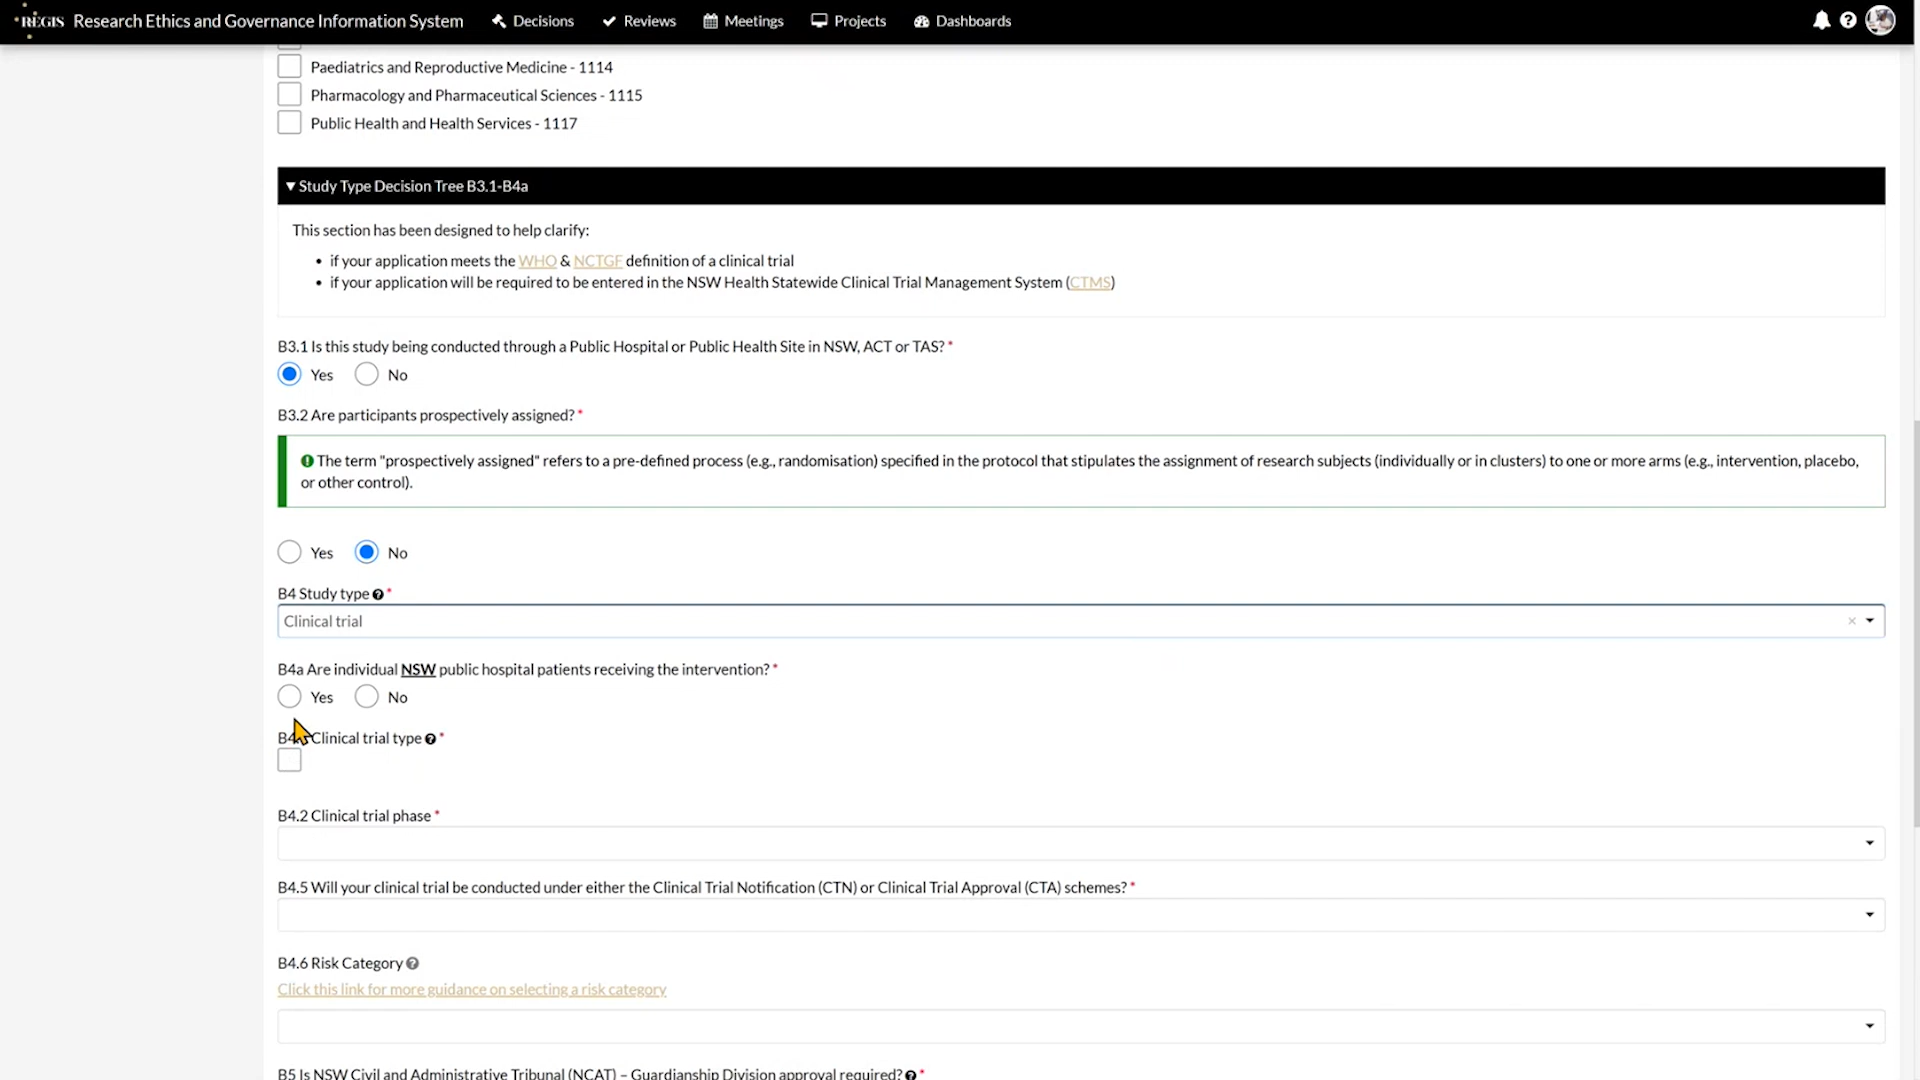 REGIS Research Ethics and Governance Information System Decisions Reviews Meetings Projects Dashboards
Paediatrics and Reproductive Medicine - 1114
Pharmacology and Pharmaceutical Sciences - 1115
Public Health and Health Services - 1117
Study Type Decision Tree B3.1-B4a
This section has been designed to help clarify:
• if your application meets the WHO & NCTGF definition of a clinical trial
• if your application will be required to be entered in the NSW Health Statewide Clinical Trial Management System (CTMS)
B3.1 Is this study being conducted through a Public Hospital or Public Health Site in NSW, ACT or TAS? *
Yes No
B3.2 Are participants prospectively assigned? *
The term "prospectively assigned" refers to a pre-defined process (e.g., randomisation) specified in the protocol that stipulates the assignment of research subjects (individually or in clusters) to one or more arms (e.g., intervention, placebo,
or other control).
Yes No
B4 Study type *
Clinical trial
B4a Are individual NSW public hospital patients receiving the intervention? *
Yes No
Clinical trial type *
B4.2 Clinical trial phase *
B4.5 Will your clinical trial be conducted under either the Clinical Trial Notification (CTN) or Clinical Trial Approval (CTA) schemes? *
B4.6 Risk Category
Click this link for more guidance on selecting a risk category
B5 Is NSW Civil and Administrative Tribunal (NCAT) – Guardianship Division approval required? *